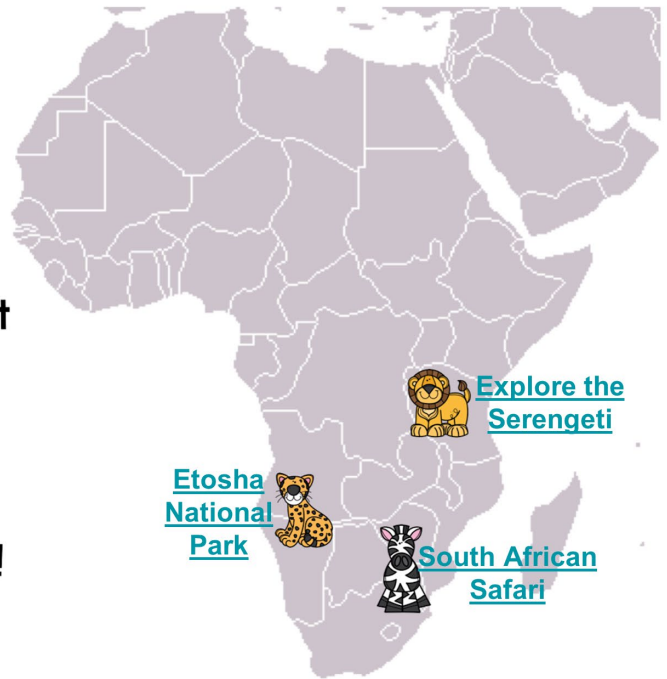 t
Explore the
Serengeti
Etosha
National
Park
!
South African
Safari